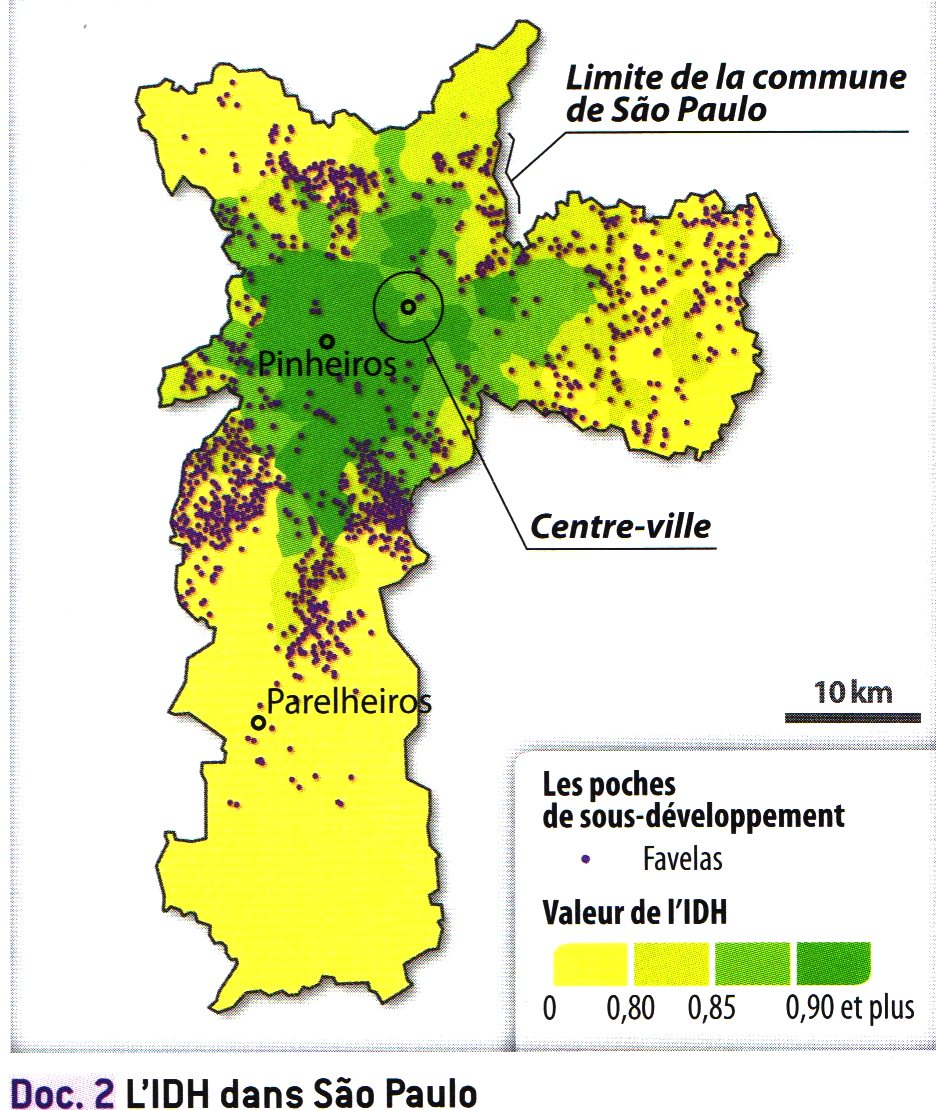 Limite de la commune
de São Paulo
Pinheiros
Centre-ville
Parelheiros
10 km
Les poches
de sous-développement
Favelas
Valeur de l'IDH
0 0,80 0,85 0,90 et plus
Doc. 2 L'IDH dans São Paulo